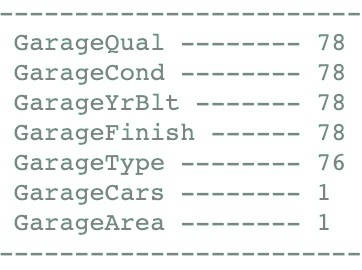 --------------------------
GarageQual -------- 78
GarageCond -------- 78
GarageYrBlt ------- 78
GarageFinish ------ 78
GarageType -------- 76
GarageCars -------- 1
GarageArea -------- 1
--------------------------